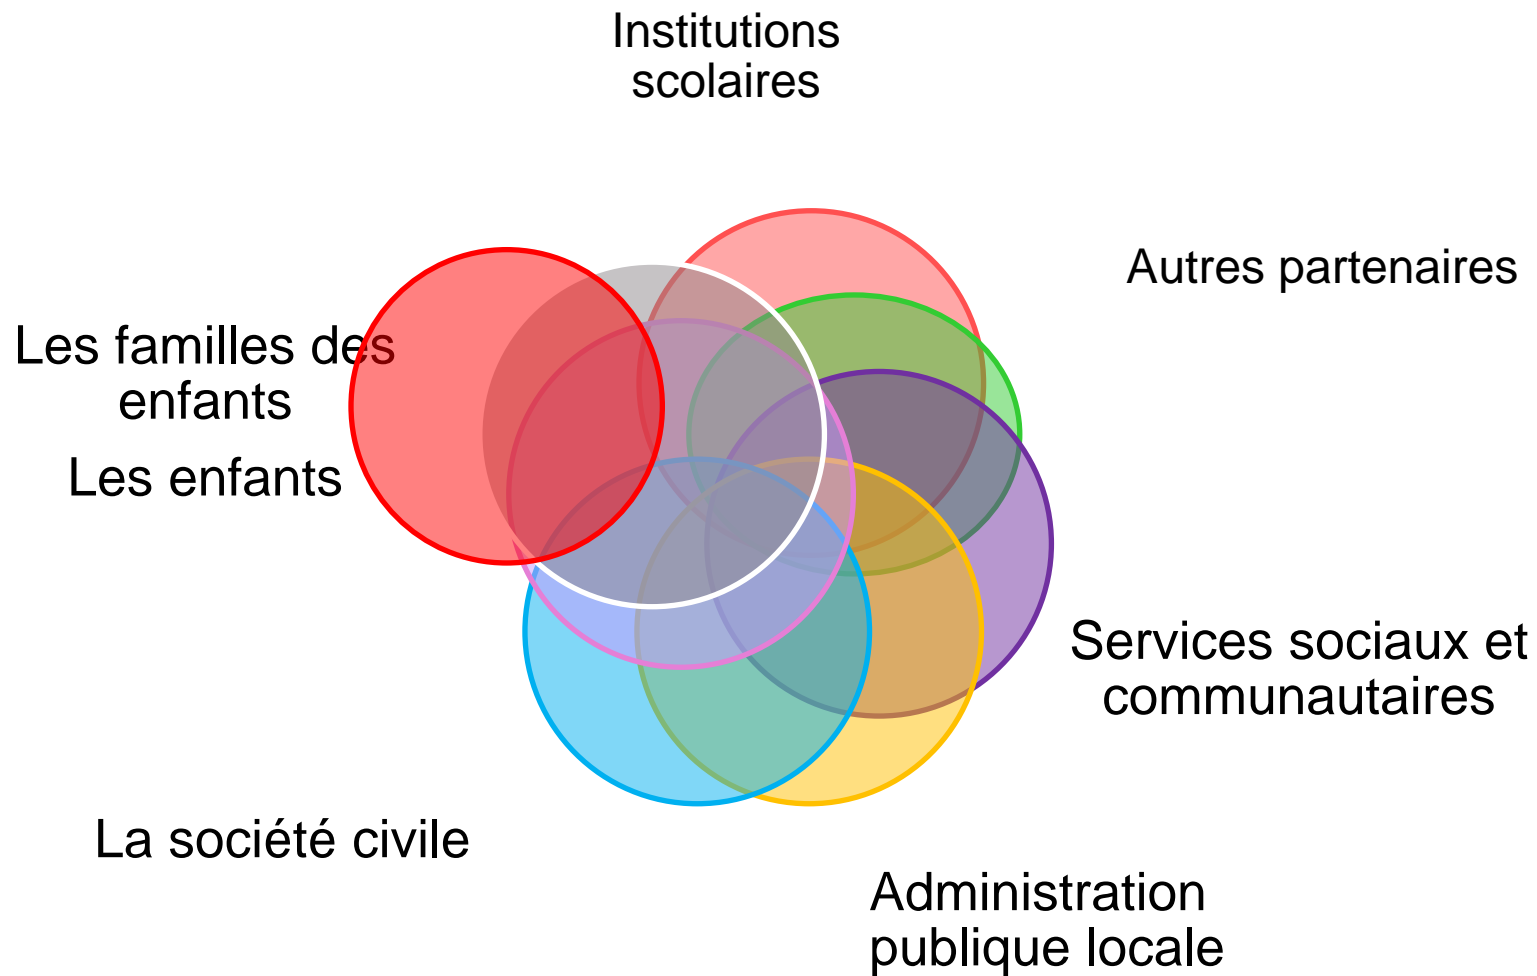 Institutions
scolaires
Autres partenaires
Les familles des
enfants
Les enfants
Services sociaux et
communautaires
La société civile
Administration
publique locale